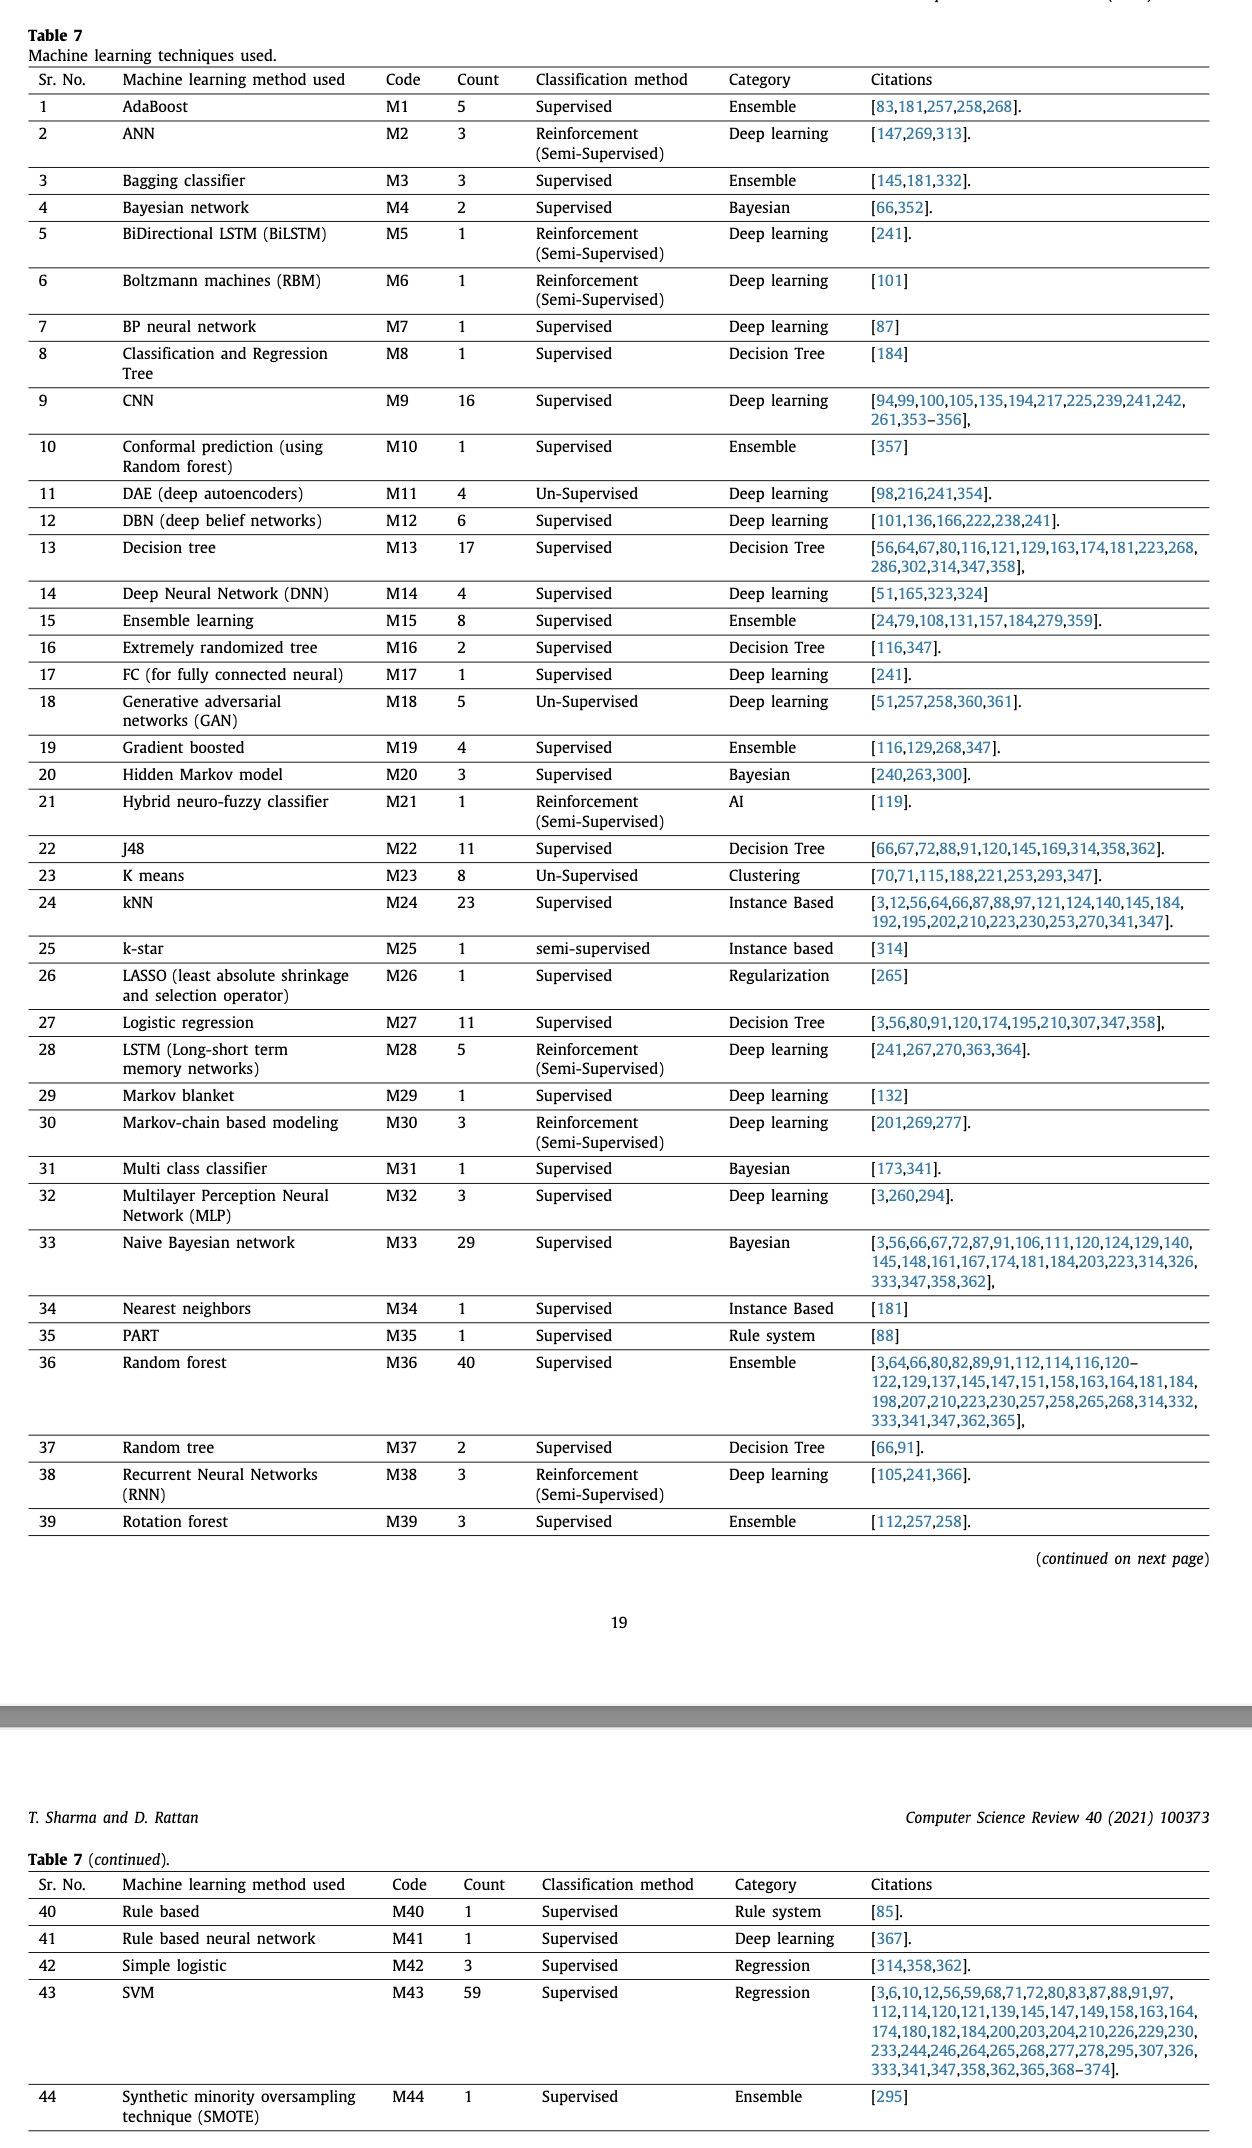 Table 7
Machine learning techniques used.
Sr. No. Machine learning method used Code Count Classification method Category Citations
1 AdaBoost M1 5 Supervised Ensemble [83,181,257,258,268].
2 ANN M2 3 Reinforcement Deep learning [147,269,313].
(Semi-Supervised)
3 Bagging classifier M3 3 Supervised Ensemble [145,181,332].
4 Bayesian network M4 2 Supervised Bayesian [66,352].
5 BiDirectional LSTM (BiLSTM) M5 1 Reinforcement Deep learning [241].
(Semi-Supervised)
6 Boltzmann machines (RBM) M6 1 Reinforcement Deep learning [101]
(Semi-Supervised)
7 BP neural network M7 1 Supervised Deep learning [87]
8 Classification and Regression M8 1 Supervised Decision Tree [184]
Tree
9 CNN M9 16 Supervised Deep learning [94,99,100,105,135,194,217,225,239,241,242,
261,353–356],
10 Conformal prediction (using M10 1 Supervised Ensemble [357]
Random forest)
11 DAE (deep autoencoders) M11 4 Un-Supervised Deep learning [98,216,241,354].
12 DBN (deep belief networks) M12 6 Supervised Deep learning [101,136,166,222,238,241].
13 Decision tree M13 17 Supervised Decision Tree [56,64,67,80,116,121,129,163,174,181,223,268,
286,302,314,347,358],
14 Deep Neural Network (DNN) M14 4 Supervised Deep learning [51,165,323,324]
15 Ensemble learning M15 8 Supervised Ensemble [24,79,108,131,157,184,279,359].
16 Extremely randomized tree M16 2 Supervised Decision Tree [116,347].
17 FC (for fully connected neural) M17 1 Supervised Deep learning [241].
18 Generative adversarial M18 5 Un-Supervised Deep learning [51,257,258,360,361].
networks (GAN)
19 Gradient boosted M19 4 Supervised Ensemble [116,129,268,347].
20 Hidden Markov model M20 3 Supervised Bayesian [240,263,300].
21 Hybrid neuro-fuzzy classifier M21 1 Reinforcement AI [119].
(Semi-Supervised)
22 J48 M22 11 Supervised Decision Tree [66,67,72,88,91,120,145,169,314,358,362].
23 K means M23 8 Un-Supervised Clustering [70,71,115,188,221,253,293,347].
24 kNN M24 23 Supervised Instance Based [3,12,56,64,66,87,88,97,121,124,140,145,184,
192,195,202,210,223,230,253,270,341,347].
25 k-star M25 1 semi-supervised Instance based [314]
26 LASSO (least absolute shrinkage M26 1 Supervised Regularization [265]
and selection operator)
27 Logistic regression M27 11 Supervised Decision Tree [3,56,80,91,120,174,195,210,307,347,358],
28 LSTM (Long-short term M28 5 Reinforcement Deep learning [241,267,270,363,364].
memory networks) (Semi-Supervised)
29 Markov blanket M29 1 Supervised Deep learning [132]
30 Markov-chain based modeling M30 3 Reinforcement Deep learning [201,269,277].
(Semi-Supervised)
31 Multi class classifier M31 1 Supervised Bayesian [173,341].
32 Multilayer Perception Neural M32 3 Supervised Deep learning [3,260,294].
Network (MLP)
33 Naive Bayesian network M33 29 Supervised Bayesian [3,56,66,67,72,87,91,106,111,120,124,129,140,
145,148,161,167,174,181,184,203,223,314,326,
333,347,358,362],
34 Nearest neighbors M34 1 Supervised Instance Based [181]
35 PART M35 1 Supervised Rule system [88]
36 Random forest M36 40 Supervised Ensemble [3,64,66,80,82,89,91,112,114,116,120–
122,129,137,145,147,151,158,163,164,181,184,
198,207,210,223,230,257,258,265,268,314,332,
333,341,347,362,365],
37 Random tree M37 2 Supervised Decision Tree [66,91].
38 Recurrent Neural Networks M38 3 Reinforcement Deep learning [105,241,366].
(RNN) (Semi-Supervised)
39 Rotation forest M39 3 Supervised Ensemble [112,257,258].
(continued on next page)
19
T. Sharma and D. Rattan Computer Science Review 40 (2021) 100373
Table 7 (continued).
Sr. No. Machine learning method used Code Count Classification method Category Citations
40 Rule based M40 1 Supervised Rule system [85].
41 Rule based neural network M41 1 Supervised Deep learning [367].
42 Simple logistic M42 3 Supervised Regression [314,358,362].
43 SVM M43 59 Supervised Regression [3,6,10,12,56,59,68,71,72,80,83,87,88,91,97,
112,114,120,121,139,145,147,149,158,163,164,
174,180,182,184,200,203,204,210,226,229,230,
233,244,246,264,265,268,277,278,295,307,326,
333,341,347,358,362,365,368–374].
44 Synthetic minority oversampling M44 1 Supervised Ensemble [295]
technique (SMOTE)